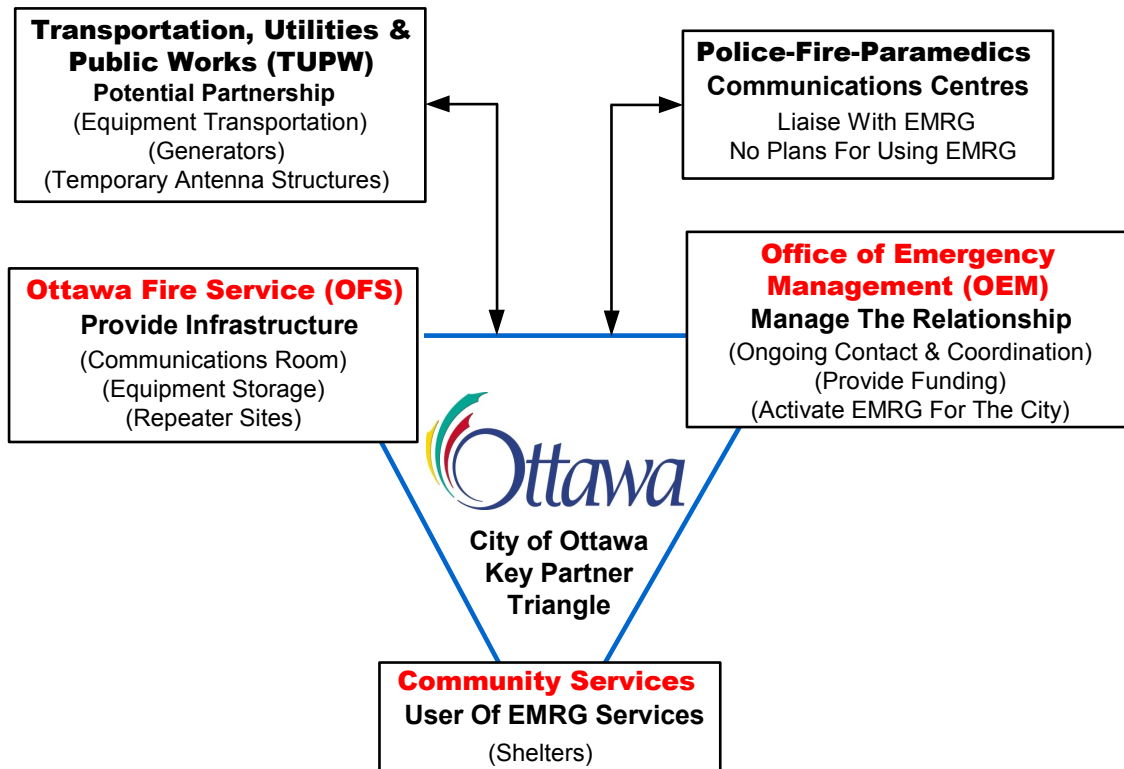 Transportation, Utilities &
Public Works (TUPW)
Potential Partnership
(Equipment Transportation)
(Generators)
(Temporary Antenna Structures)
Police-Fire-Paramedics
Communications Centres
Liaise With EMRG
No Plans For Using EMRG
Ottawa Fire Service (OFS)
Provide Infrastructure
(Communications Room)
(Equipment Storage)
(Repeater Sites)
Office of Emergency
Management (OEM)
Manage The Relationship
(Ongoing Contact & Coordination)
(Provide Funding)
(Activate EMRG For The City)
Ottawa
City of Ottawa
Key Partner
Triangle
Community Services
User Of EMRG Services
(Shelters)